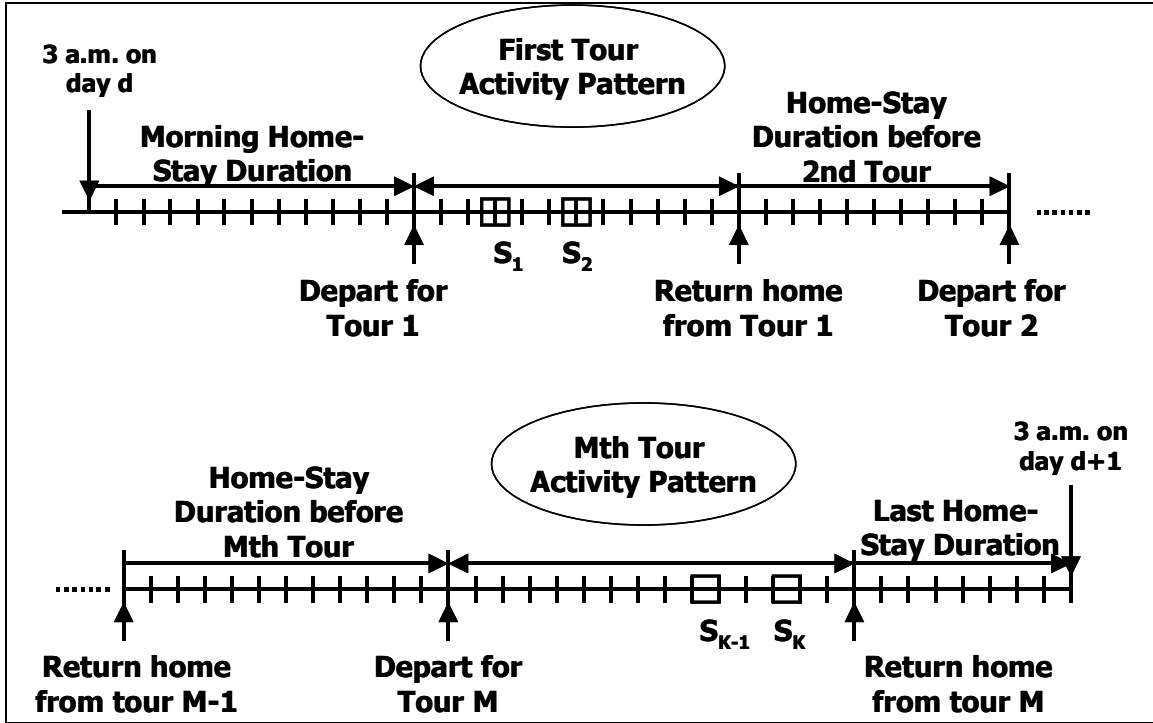 First Tour
Activity Pattern
3 a.m. on
day d
Home-Stay
Duration before
2nd Tour
Morning Home-
Stay Duration
S1
S2
Depart for
Tour 1
Return home
from Tour 1
Depart for
Tour 2
Mth Tour
Activity Pattern
3 a.m. on
day d+1
Home-Stay
Duration before
Mth Tour
Last Home-
Stay Duration
SK-1
SK
Return home
from tour M-1
Depart for
Tour M
Return home
from tour M